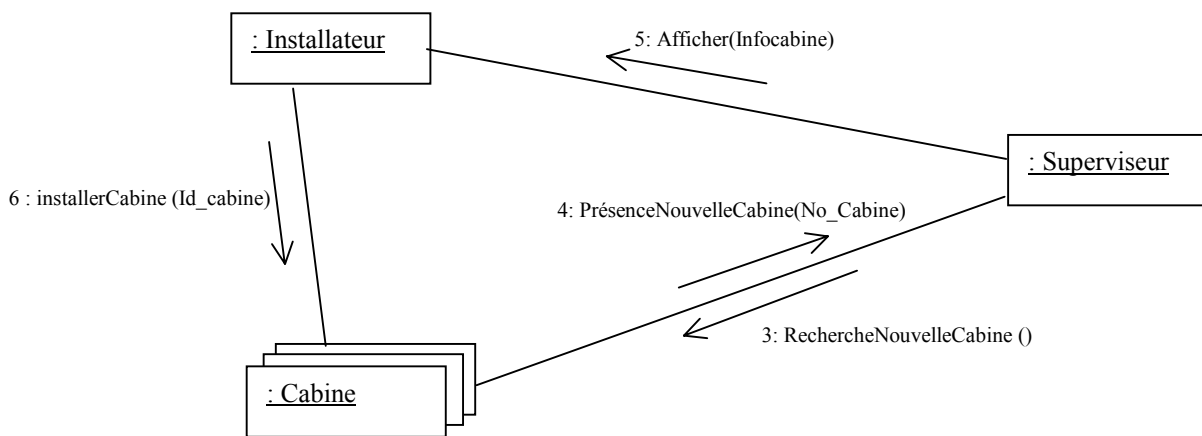 : Installateur
5: Afficher(Infocabine)
: Superviseur
6 : installerCabine (Id_cabine)
4: PrésenceNouvelleCabine(No_Cabine)
3: RechercheNouvelleCabine ()
: Cabine